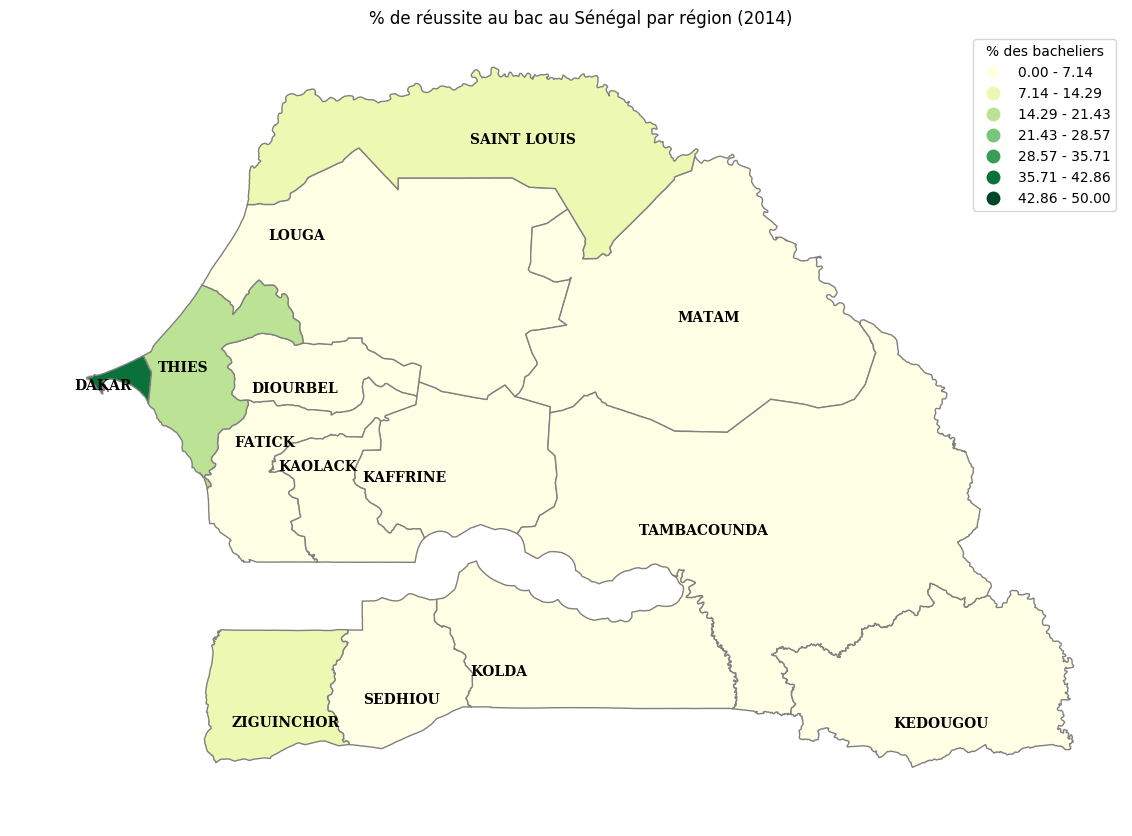 % de réussite au bac au Sénégal par région (2014)
% des bacheliers
0.00 - 7.14
7.14 - 14.29
14.29 - 21.43
21.43 - 28.57
28.57 - 35.71
35.71 - 42.86
42.86 - 50.00
SAINT LOUIS
LOUGA
MATAM
THIES
DAKAR
DIOURBEL
FATICK
KAOLACK
KAFFRINE
TAMBACOUNDA
KOLDA
SEDHIOU
ZIGUINCHOR
KEDOUGOU